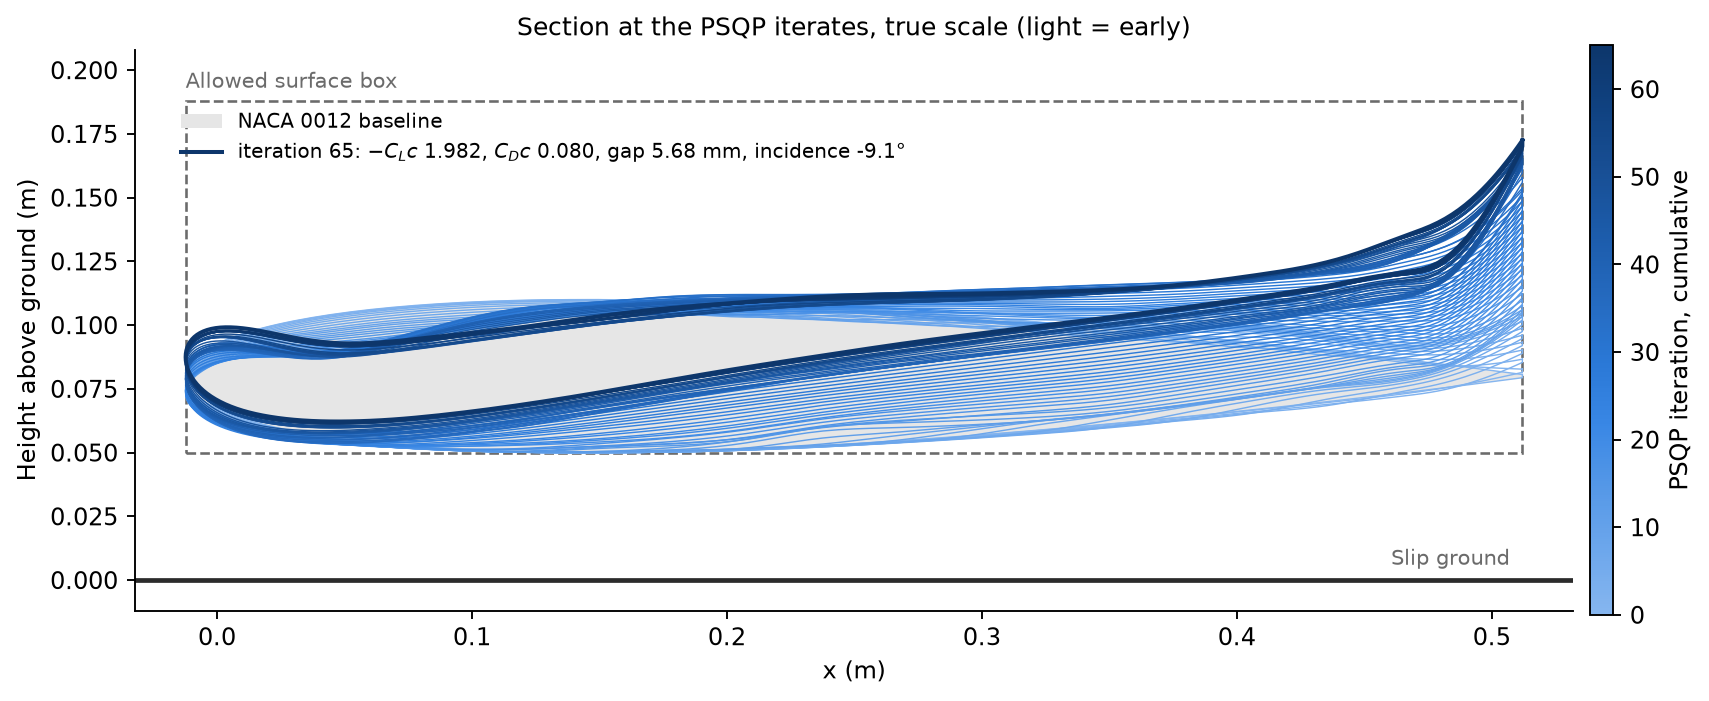 Section at the PSQP iterates, true scale (light = early)
Height above ground (m)
0.200
0.175
0.150
0.125
0.100
0.075
0.050
0.025
0.000
Allowed surface box
NACA 0012 baseline
iteration 65: −C_Lc 1.982, C_Dc 0.080, gap 5.68 mm, incidence -9.1°
Slip ground
0.0 0.1 0.2 0.3 0.4 0.5
x (m)
60
50
40
30
20
10
0
PSQP iteration, cumulative